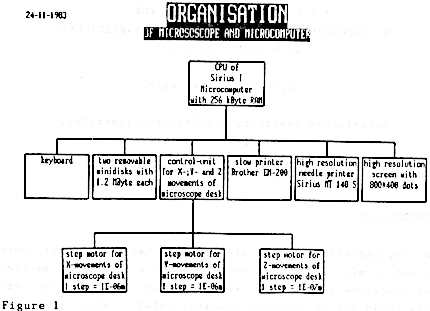 24-11-1983
ORGANISATION
OF MICROSCOPE AND MICROCOMPUTER
CPU of
Sirius I
Microcomputer
with 256 kByte RAM
keyboard
two removable
minidisks with
1.2 MByte each
control-unit
for X-;Y- and Z
movements of
microscope desk
slow printer
Brother EM-200
high resolution
needle printer
Sirius MT 140 S
high resolution
screen with
800*400 dots
step motor for
X-movements of
microscope desk
1 step = 1E-06m
step motor for
Y-movements of
microscope desk
1 step = 1E-06m
step motor for
Z-movements of
microscope desk
1 step = 1E-07m
Figure 1